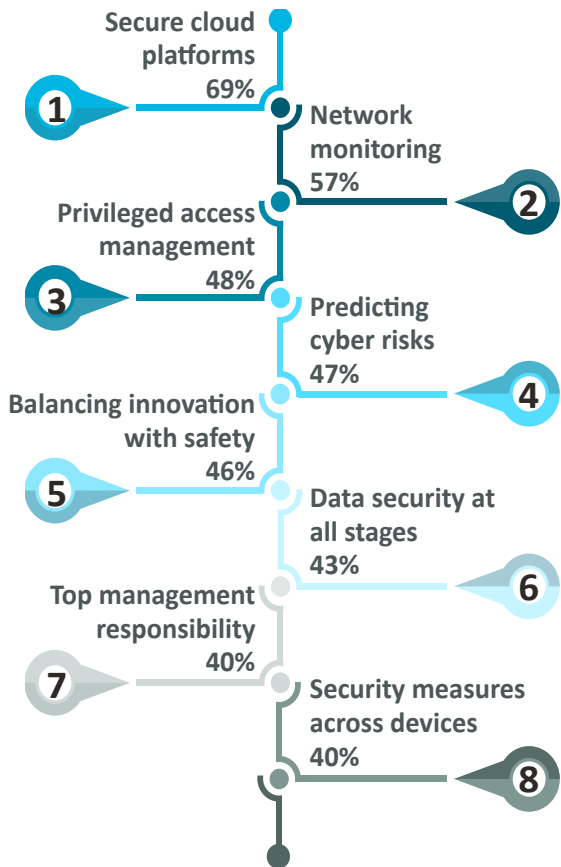 Secure cloud
platforms
69%
1
Network
monitoring
57%
2
Privileged access
management
48%
3
Predicting
cyber risks
47%
4
Balancing innovation
with safety
46%
5
Data security at
all stages
43%
6
Top management
responsibility
40%
7
Security measures
across devices
40%
8